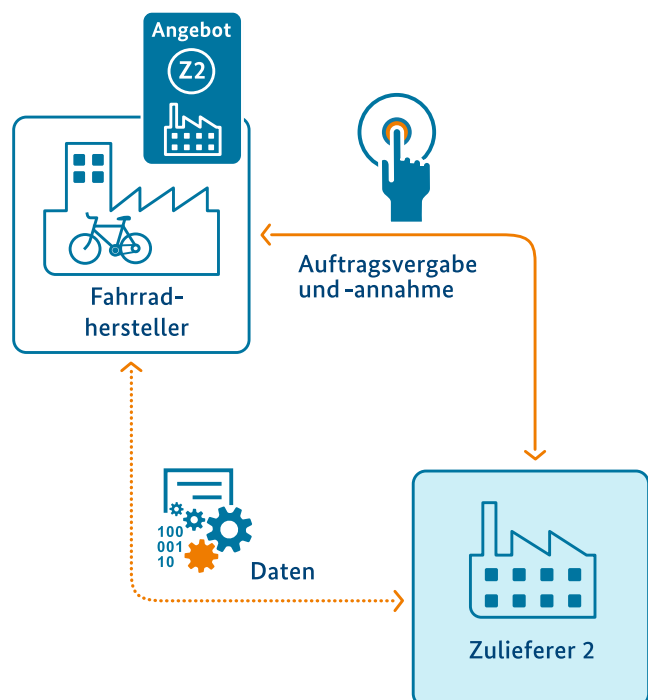 Angebot
Z2
Fahrrad-
hersteller
Auftragsvergabe
und -annahme
100
001
10
Daten
Zulieferer 2